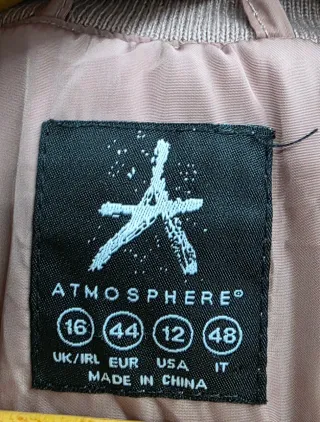 ATMOSPHERE®
16 44 12 48
UK/IRL EUR USA IT
MADE IN CHINA